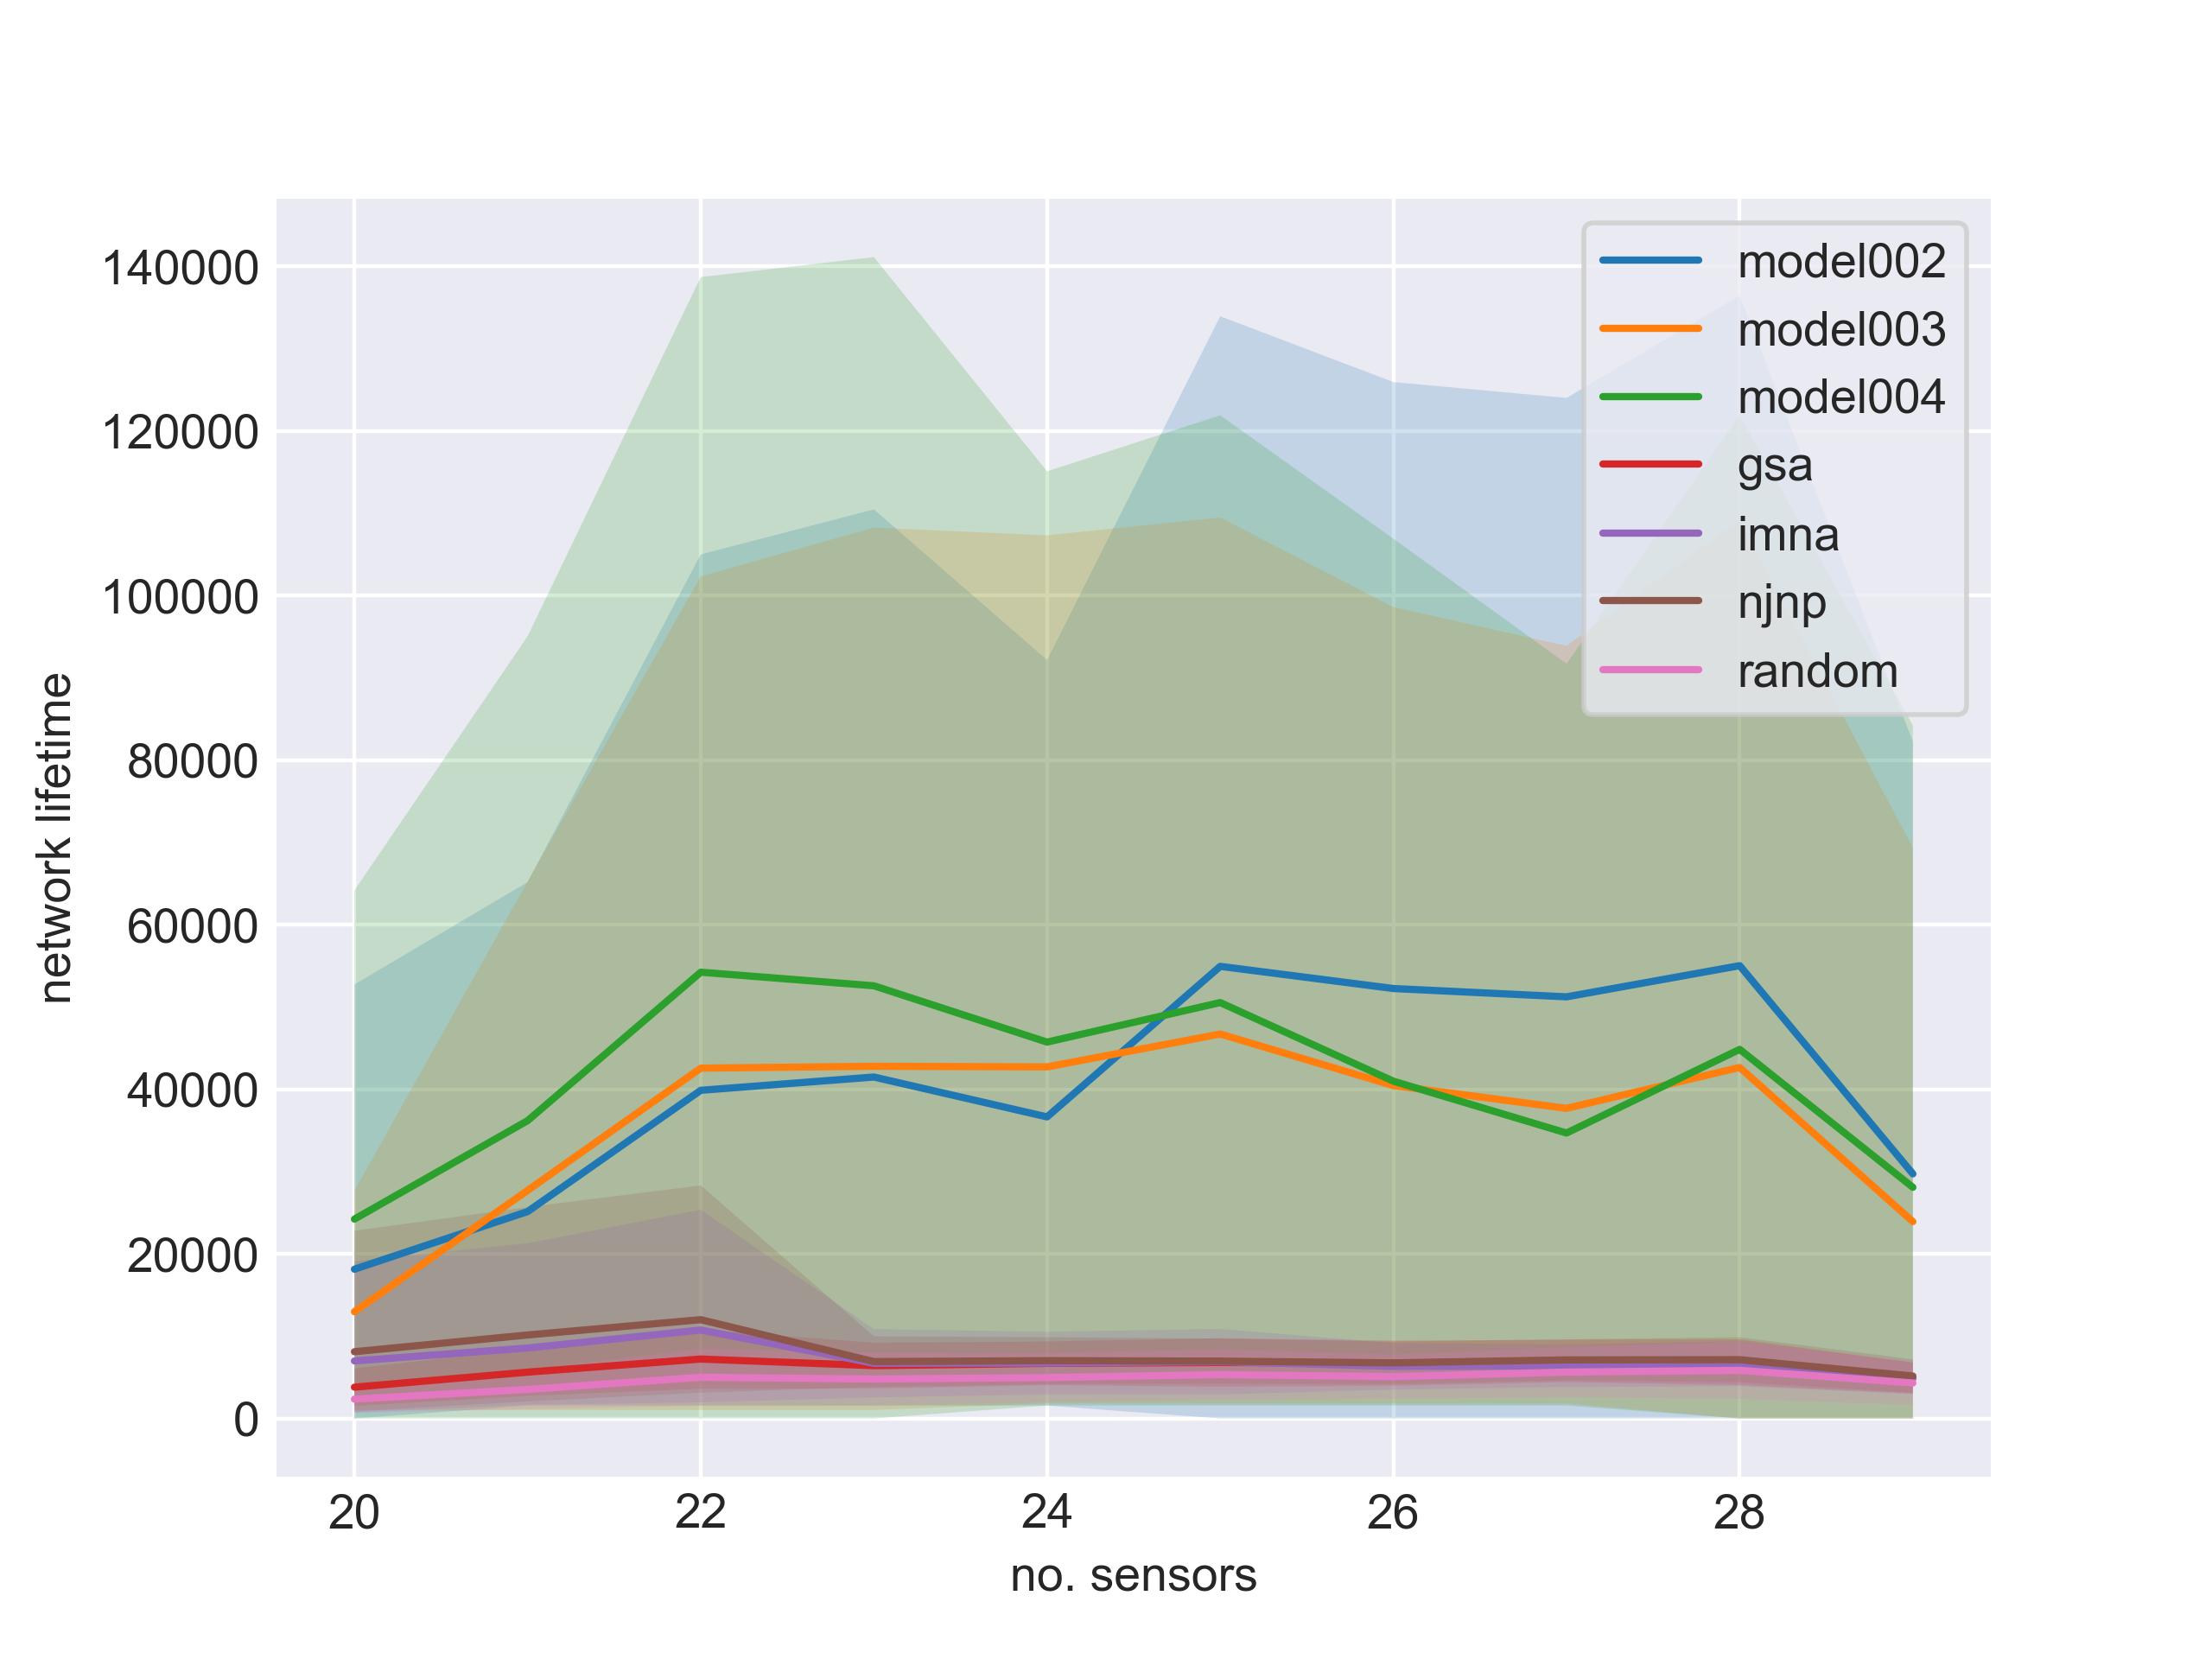 140000
120000
100000
80000
60000
40000
20000
0
network lifetime
20 22 24 26 28
no. sensors
model002
model003
model004
gsa
imna
njnp
random